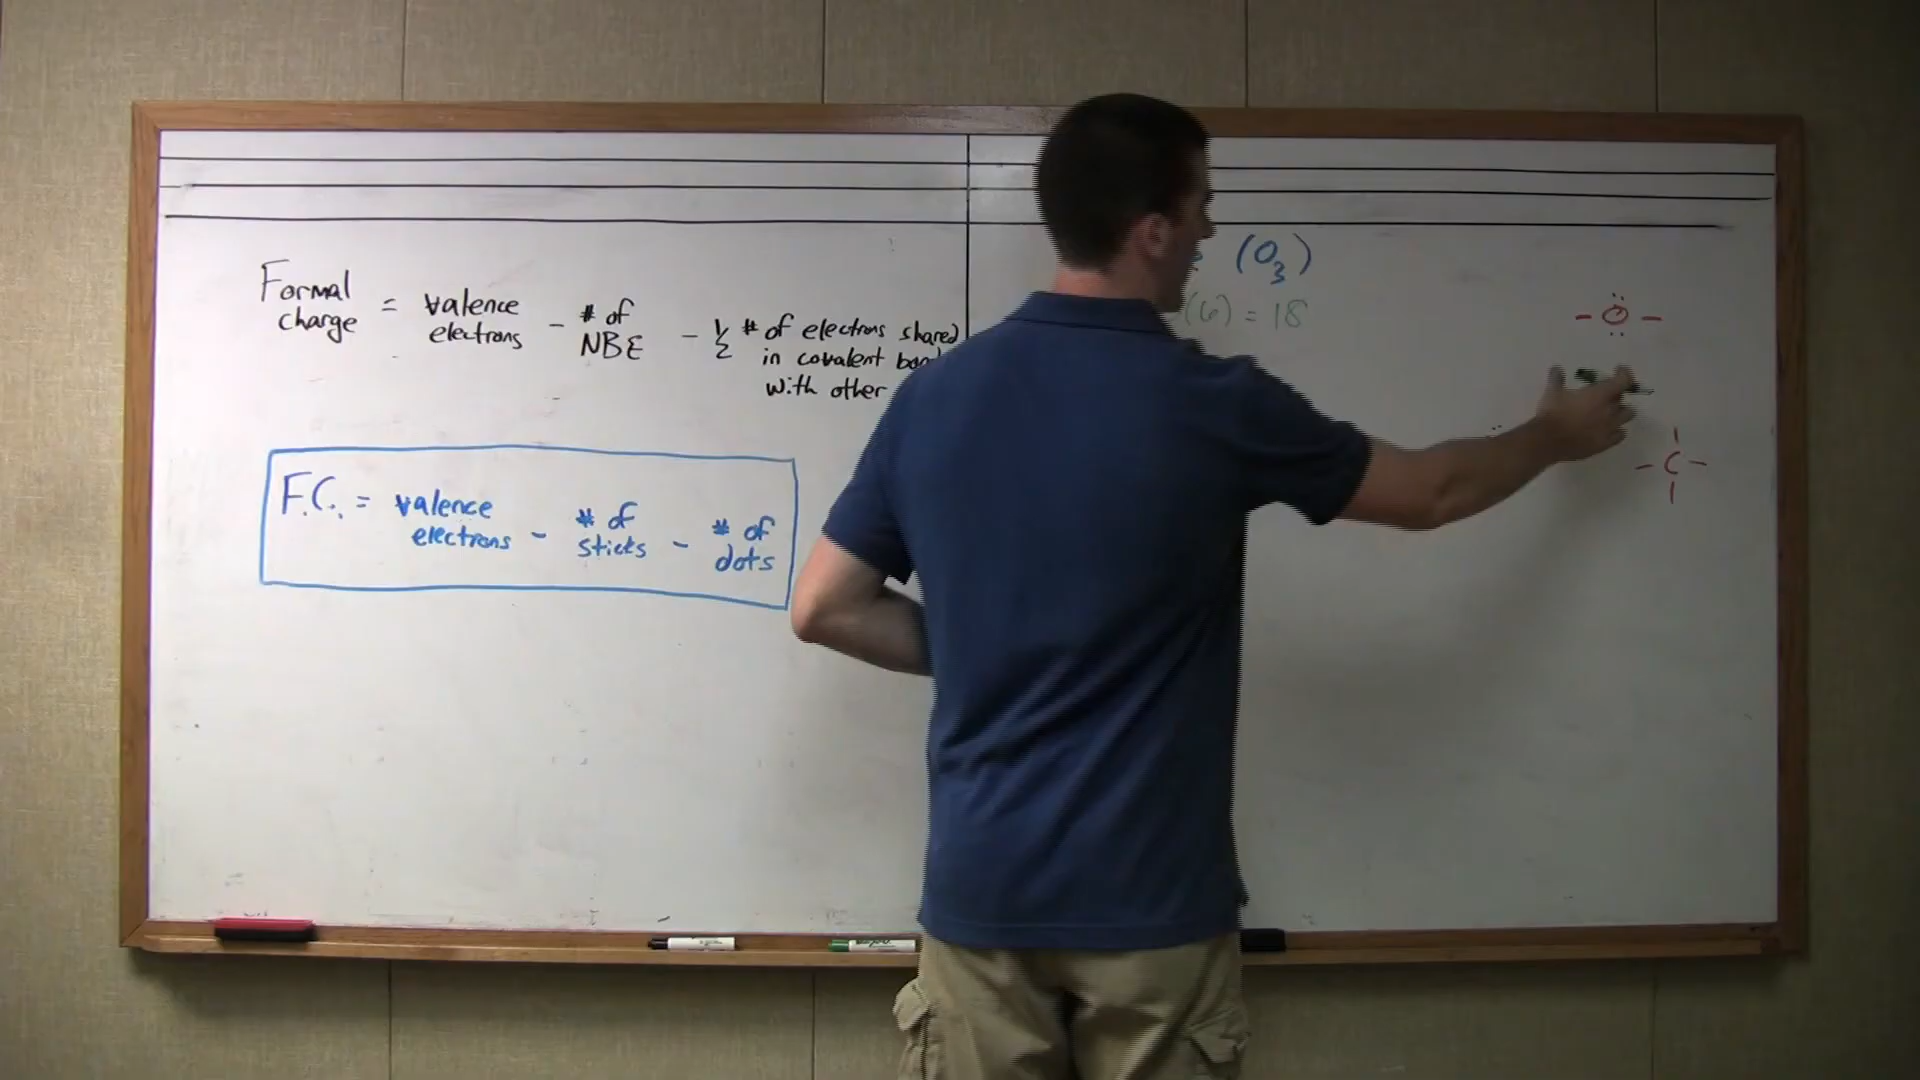 Formal charge = valence electrons - # of NBE - 1/2 # of electrons shared
in covalent
with other
F.C. = valence electrons - # of sticks - # of dots
(O3)
(6) = 18
- O -
- C -